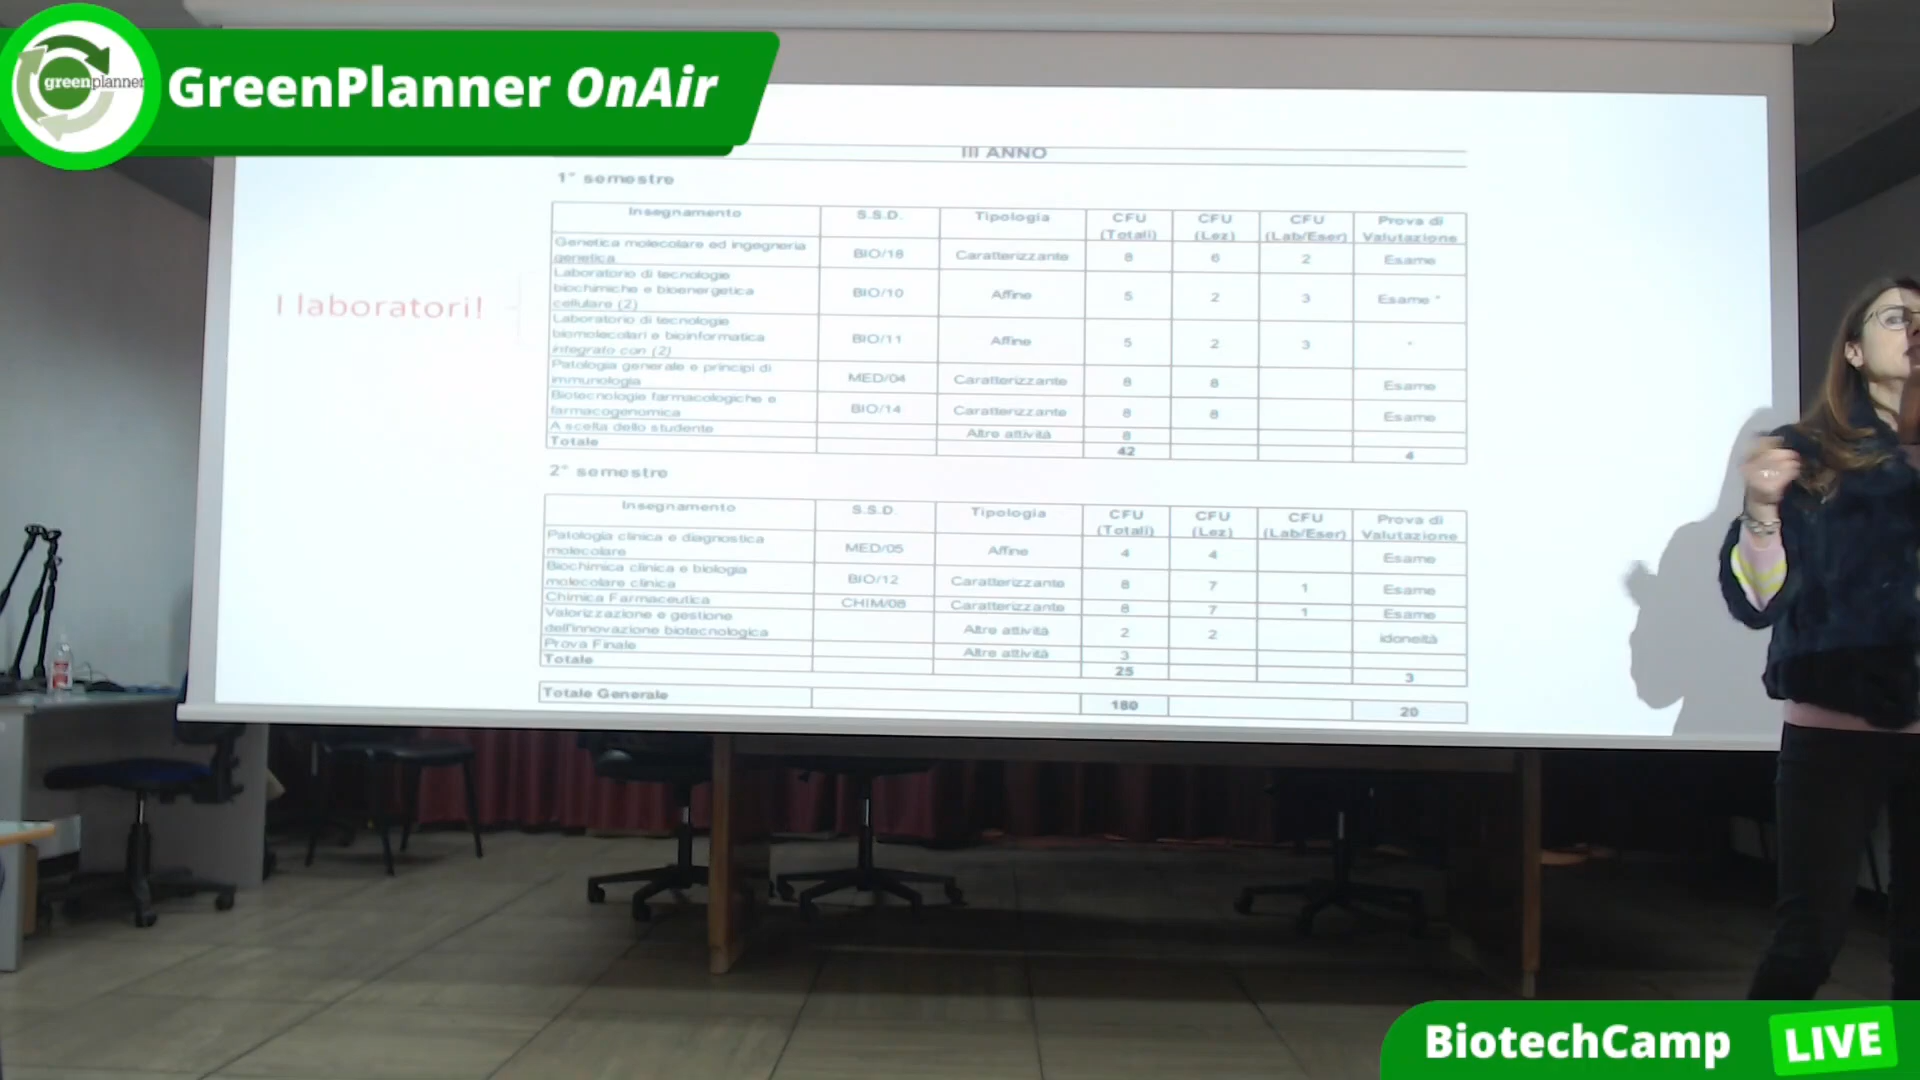 greenplanner
GreenPlanner OnAir
III ANNO
1° semestre
Insegnamento S.S.D. Tipologia CFU (Totali) CFU (Lez) CFU (Lab/Eser) Prova di Valutazione
Genetica molecolare ed ingegneria genetica BIO/18 Caratterizzante 8 6 2 Esame
I laboratori!
Laboratorio di tecnologie biochimiche e bioenergetica cellulare (2) BIO/10 Affine 5 2 3 Esame *
Laboratorio di tecnologie biomolecolari e bioinformatica integrato con (2) BIO/11 Affine 5 2 3 *
Patologia generale e principi di immunologia MED/04 Caratterizzante 8 8 Esame
Biotecnologie farmacologiche e farmacogenomica BIO/14 Caratterizzante 8 8 Esame
A scelta dello studente Altre attività 8
Totale 42 4
2° semestre
Insegnamento S.S.D. Tipologia CFU (Totali) CFU (Lez) CFU (Lab/Eser) Prova di Valutazione
Patologia clinica e diagnostica molecolare MED/05 Affine 4 4 Esame
Biochimica clinica e biologia molecolare clinica BIO/12 Caratterizzante 8 7 1 Esame
Chimica Farmaceutica CHIM/08 Caratterizzante 8 7 1 Esame
Valorizzazione e gestione dell'innovazione biotecnologica Altre attività 2 2 idoneità
Prova Finale Altre attività 3
Totale 25 3
Totale Generale 180 20
BiotechCamp LIVE